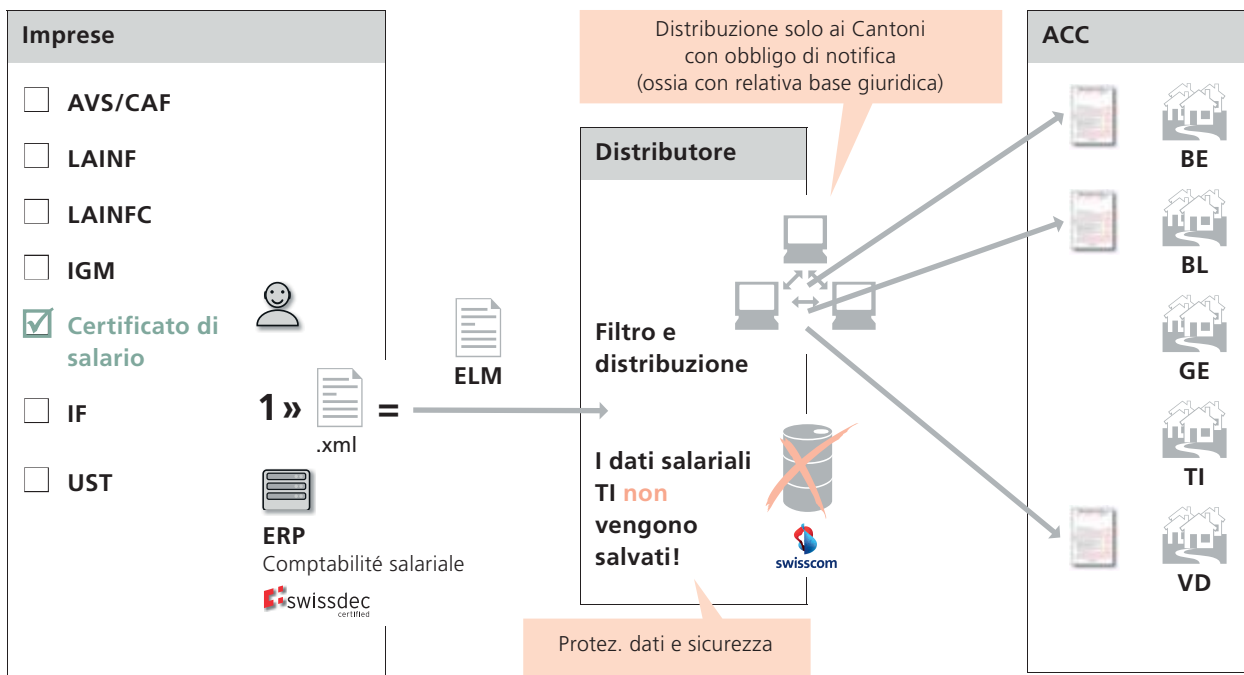 Imprese
AVS/CAF
LAINF
LAINFC
IGM
Certificato di
salario
IF
UST
1»
.xml
=
ERP
Comptabilité salariale
swissdec
certified
ELM
Distribuzione solo ai Cantoni
con obbligo di notifica
(ossia con relativa base giuridica)
Distributore
Filtro e
distribuzione
I dati salariali
TI non
vengono
salvati!
swisscom
Protez. dati e sicurezza
ACC
BE
BL
GE
TI
VD